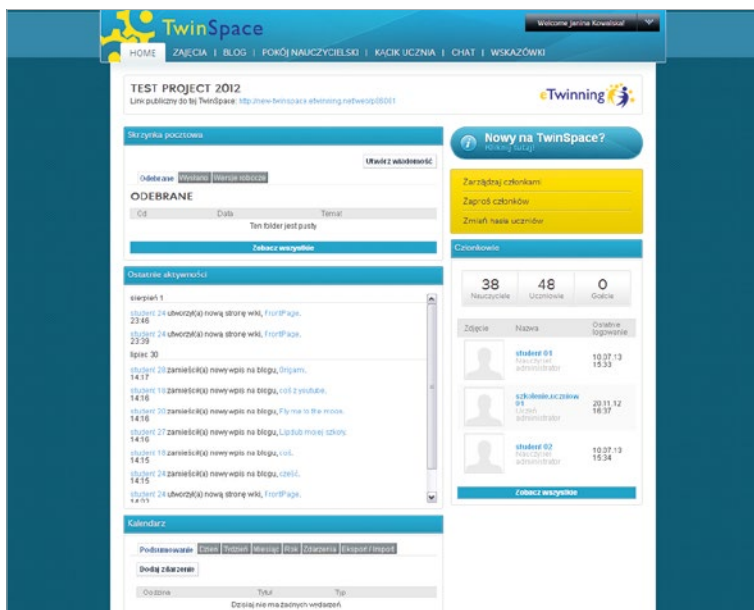 TwinSpace
Welcome Janina Kowalska!
HOME ZAJĘCIA | BLOG | POKÓJ NAUCZYCIELSKI | KĄCIK UCZNIA | CHAT | WSKAZÓWKI
TEST PROJECT 2012
Link publiczny do tej TwinSpace: http://new-twinspace.etwinning.net/web/p85001
eTwinning
Skrzynka pocztowa
Utwórz wiadomość
Odebrane Wysłano Wersje robocze
ODEBRANE
Od Data Temat
Ten folder jest pusty
Zobacz wszystkie
Nowy na TwinSpace?
Kliknij tutaj!
Zarządzaj członkami
Zaproś członków
Zmień hasła uczniów
Ostatnie aktywności
sierpień 1
student 24 utworzył(a) nową stronę wiki, FrontPage.
23:46
student 24 utworzył(a) nową stronę wiki, FrontPage.
23:39
lipiec 30
student 28 zamieścił(a) nowy wpis na blogu, Origami.
14:17
student 18 zamieścił(a) nowy wpis na blogu, coś z youtube.
14:16
student 20 zamieścił(a) nowy wpis na blogu, Fly me to the moon.
14:16
student 27 zamieścił(a) nowy wpis na blogu, Lipdub mojej szkoły.
14:16
student 18 zamieścił(a) nowy wpis na blogu, coś.
14:15
student 24 zamieścił(a) nowy wpis na blogu, cześć.
14:15
student 24 utworzył(a) nową stronę wiki, FrontPage.
Członkowie
38 48 0
Nauczyciele Uczniowie Goście
Zdjęcie Nazwa Ostatnie logowanie
student 01
Nauczyciel
administrator
10.07.13
15:33
szkolenie.uczniow
01
Uczeń
administrator
20.11.12
16:37
student 02
Nauczyciel
administrator
10.07.13
15:34
Zobacz wszystkie
Kalendarz
Podsumowanie Dzień Tydzień Miesiąc Rok Zdarzenia Eksport / Import
Dodaj zdarzenie
Godzina Tytuł Typ
Dzisiaj nie ma żadnych wydarzeń